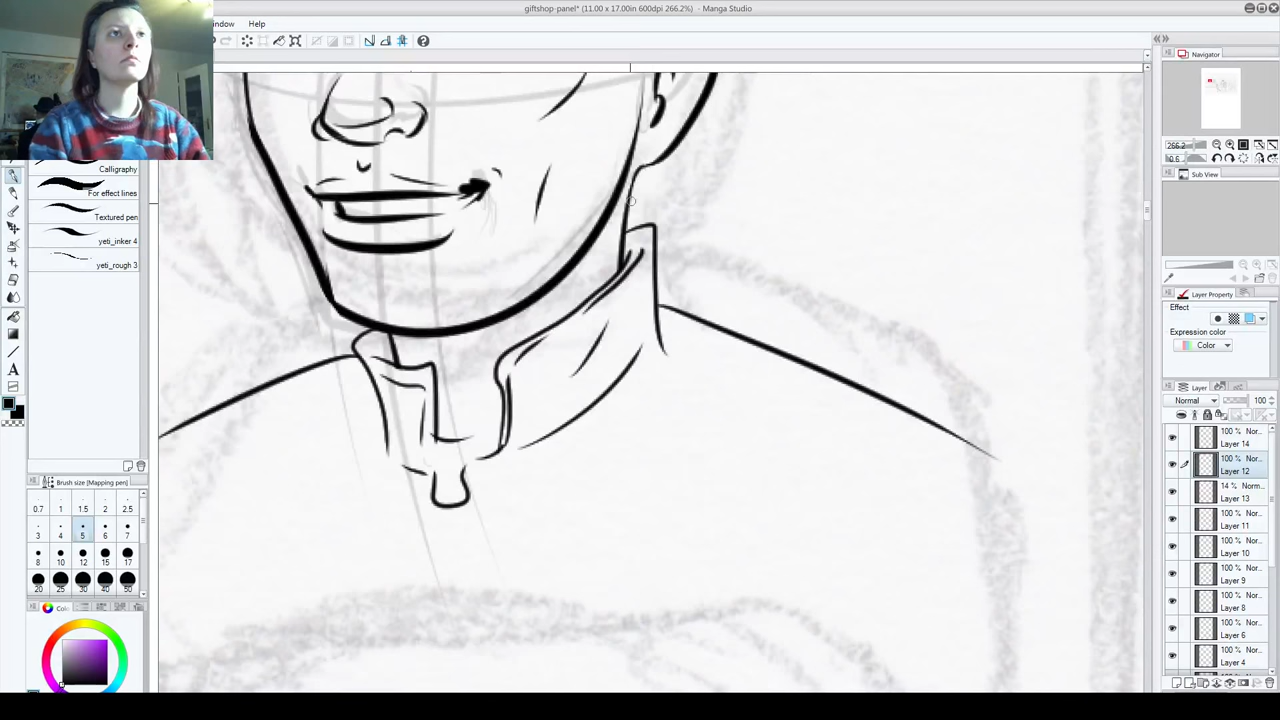 giftshop-panel* (11.00 x 17.00in 600dpi 266.2%) - Manga Studio
indow Help
Navigator
266.2
Sub View
Calligraphy
For effect lines
Textured pen
yeti_inker 4
yeti_rough 3
Layer Property
Effect
Expression color
Color
Layer
Normal 100
100 % Nor...
Layer 14
100 % Nor...
Layer 12
14 % Norm...
Layer 13
100 % Nor...
Layer 11
100 % Nor...
Layer 10
100 % Nor...
Layer 9
100 % Nor...
Layer 8
100 % Nor...
Layer 6
100 % Nor...
Layer 4
Brush size [Mapping pen]
0.7 1 1.5 2 2.5
3 4 5 6 7
8 10 12 15 17
20 25 30 40 50
Colo